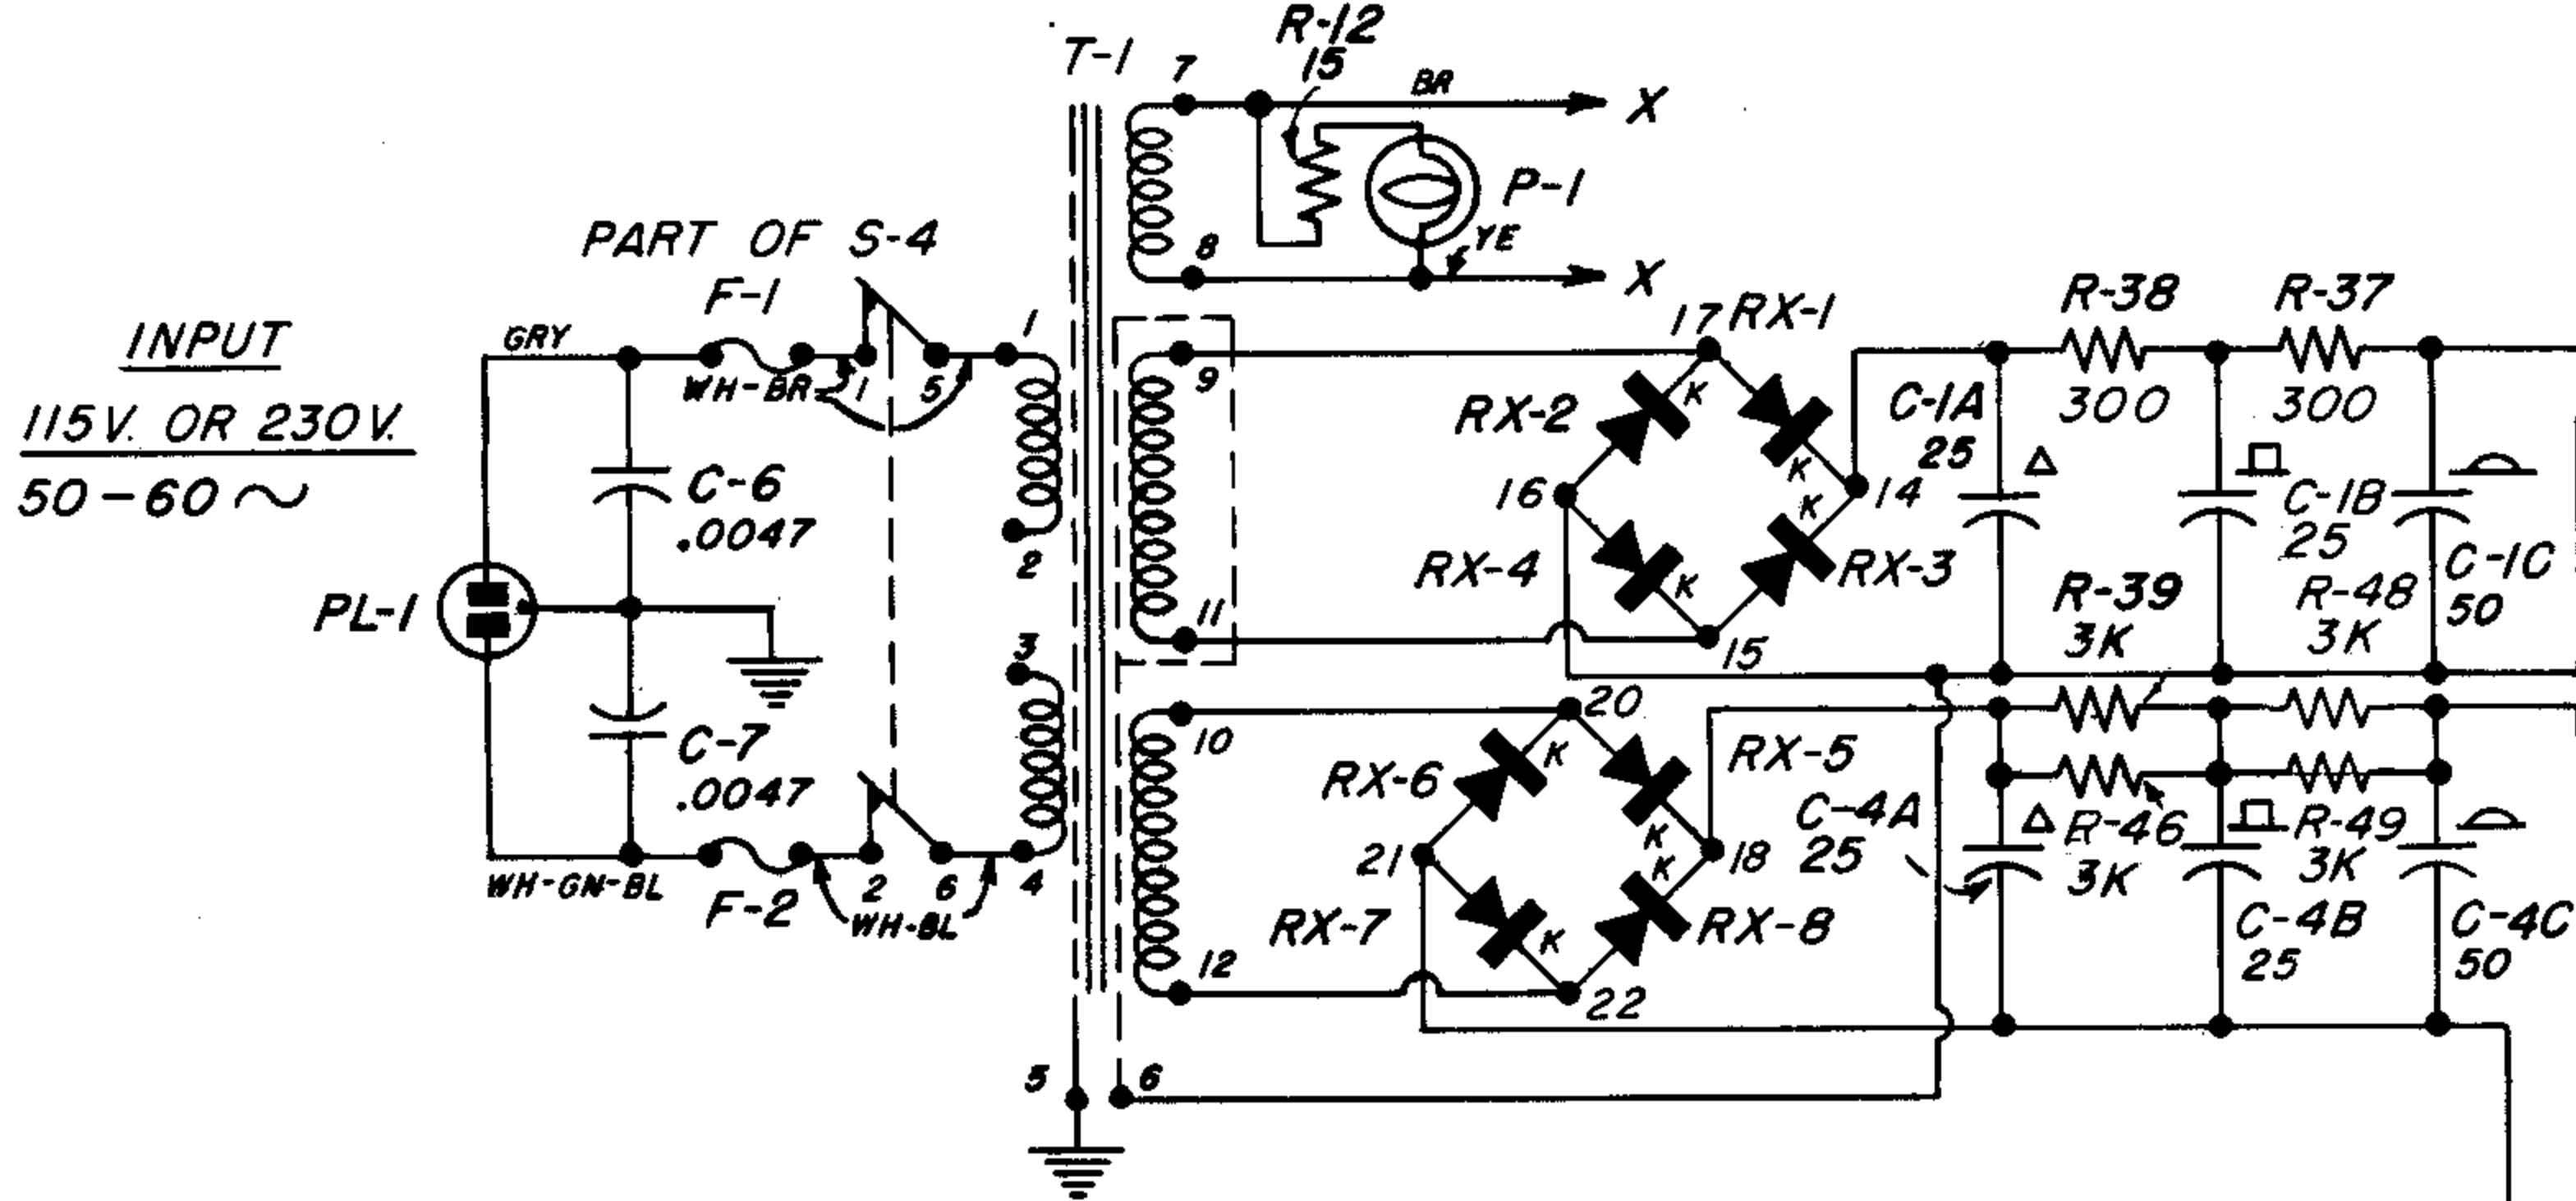 R-12
15
T-1
7
BR
X
P-1
8
YE
X
PART OF S-4
F-1
INPUT
115V. OR 230V.
50-60 ~
GRY
WH-BR
1
5
1
C-6
.0047
2
PL-1
3
C-7
.0047
WH-GN-BL
F-2
2
6
WH-BL
4
5
6
9
11
10
12
17
RX-1
RX-2
K
K
16
14
K
RX-4
K
RX-3
15
R-38
300
R-37
300
C-1A
25
Δ
C-1B
25
C-1C
50
R-39
3K
R-48
3K
20
RX-6
K
RX-5
K
21
18
K
RX-7
K
RX-8
22
C-4A
25
Δ
R-46
3K
R-49
3K
C-4B
25
C-4C
50